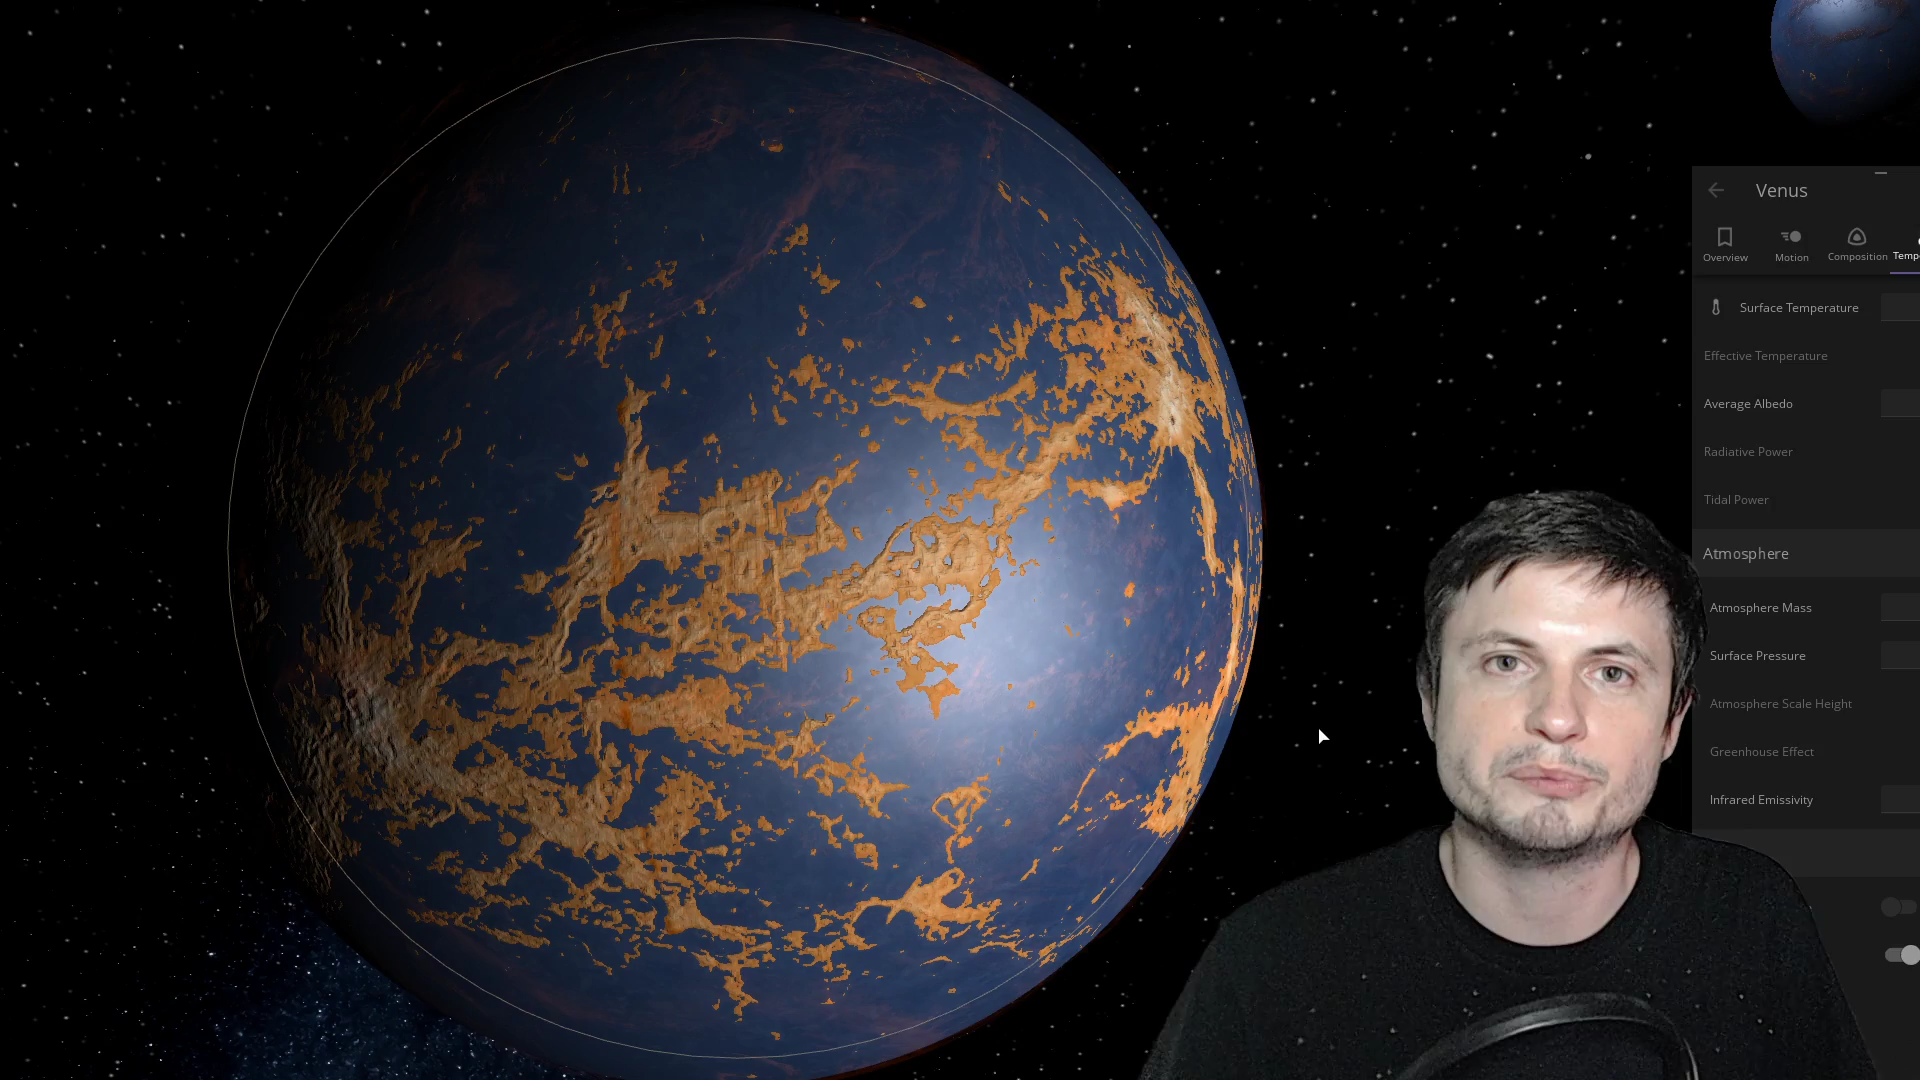 Venus
Overview
Motion
Composition
Temp
Surface Temperature
Effective Temperature
Average Albedo
Radiative Power
Tidal Power
Atmosphere
Atmosphere Mass
Surface Pressure
Atmosphere Scale Height
Greenhouse Effect
Infrared Emissivity